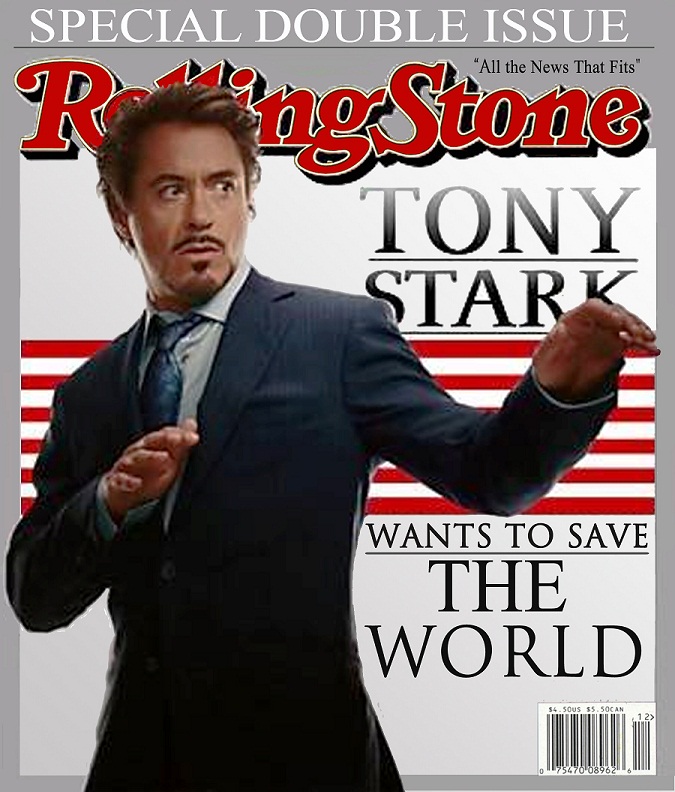 SPECIAL DOUBLE ISSUE
"All the News That Fits"
RollingStone
TONY
STARK
WANTS TO SAVE
THE
WORLD
$4.50US $5.50CAN
12>
0 75470 08962 6